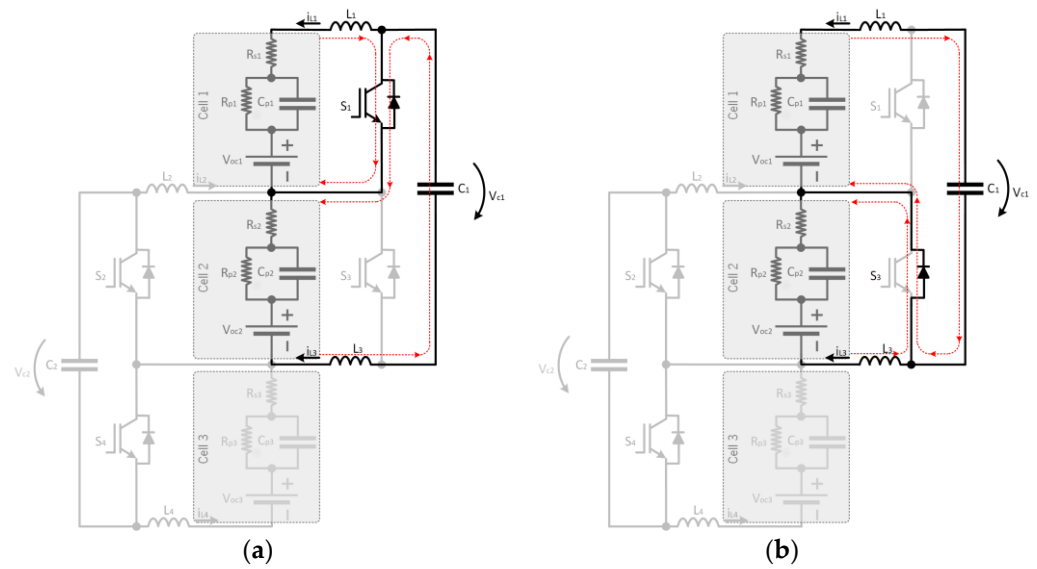 iL1
L1
Rs1
Cell 1
Rp1
Cp1
S1
Voc1
+
L2
iL2
C1
Vc1
Rs2
Cell 2
Rp2
Cp2
S2
S3
Voc2
+
iL3
L3
Vc2
C2
Rs3
Cell 3
Rp3
Cp3
S4
Voc3
+
L4
iL4
(a)
iL1
L1
Rs1
Cell 1
Rp1
Cp1
S1
Voc1
+
L2
iL2
C1
Vc1
Rs2
Cell 2
Rp2
Cp2
S2
S3
Voc2
+
iL3
L3
Vc2
C2
Rs3
Cell 3
Rp3
Cp3
S4
Voc3
+
L4
iL4
(b)